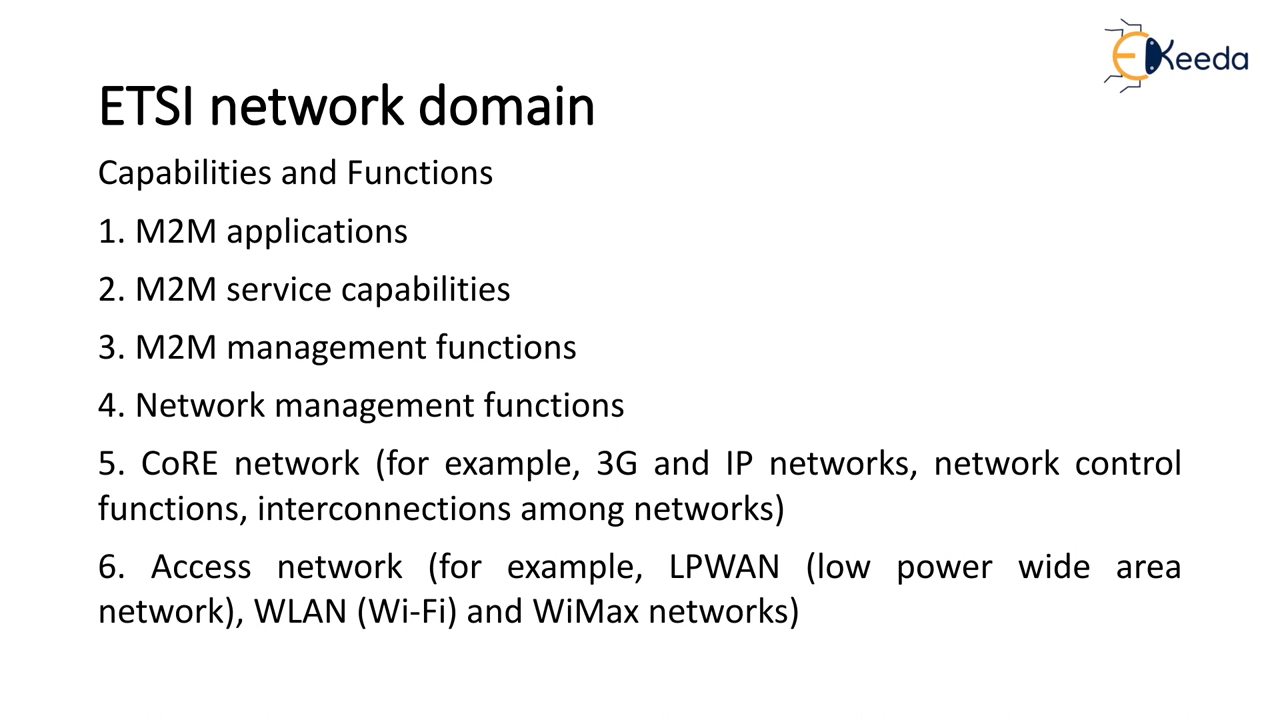 EKeeda
ETSI network domain
Capabilities and Functions
1. M2M applications
2. M2M service capabilities
3. M2M management functions
4. Network management functions
5. CoRE network (for example, 3G and IP networks, network control
functions, interconnections among networks)
6. Access network (for example, LPWAN (low power wide area
network), WLAN (Wi-Fi) and WiMax networks)